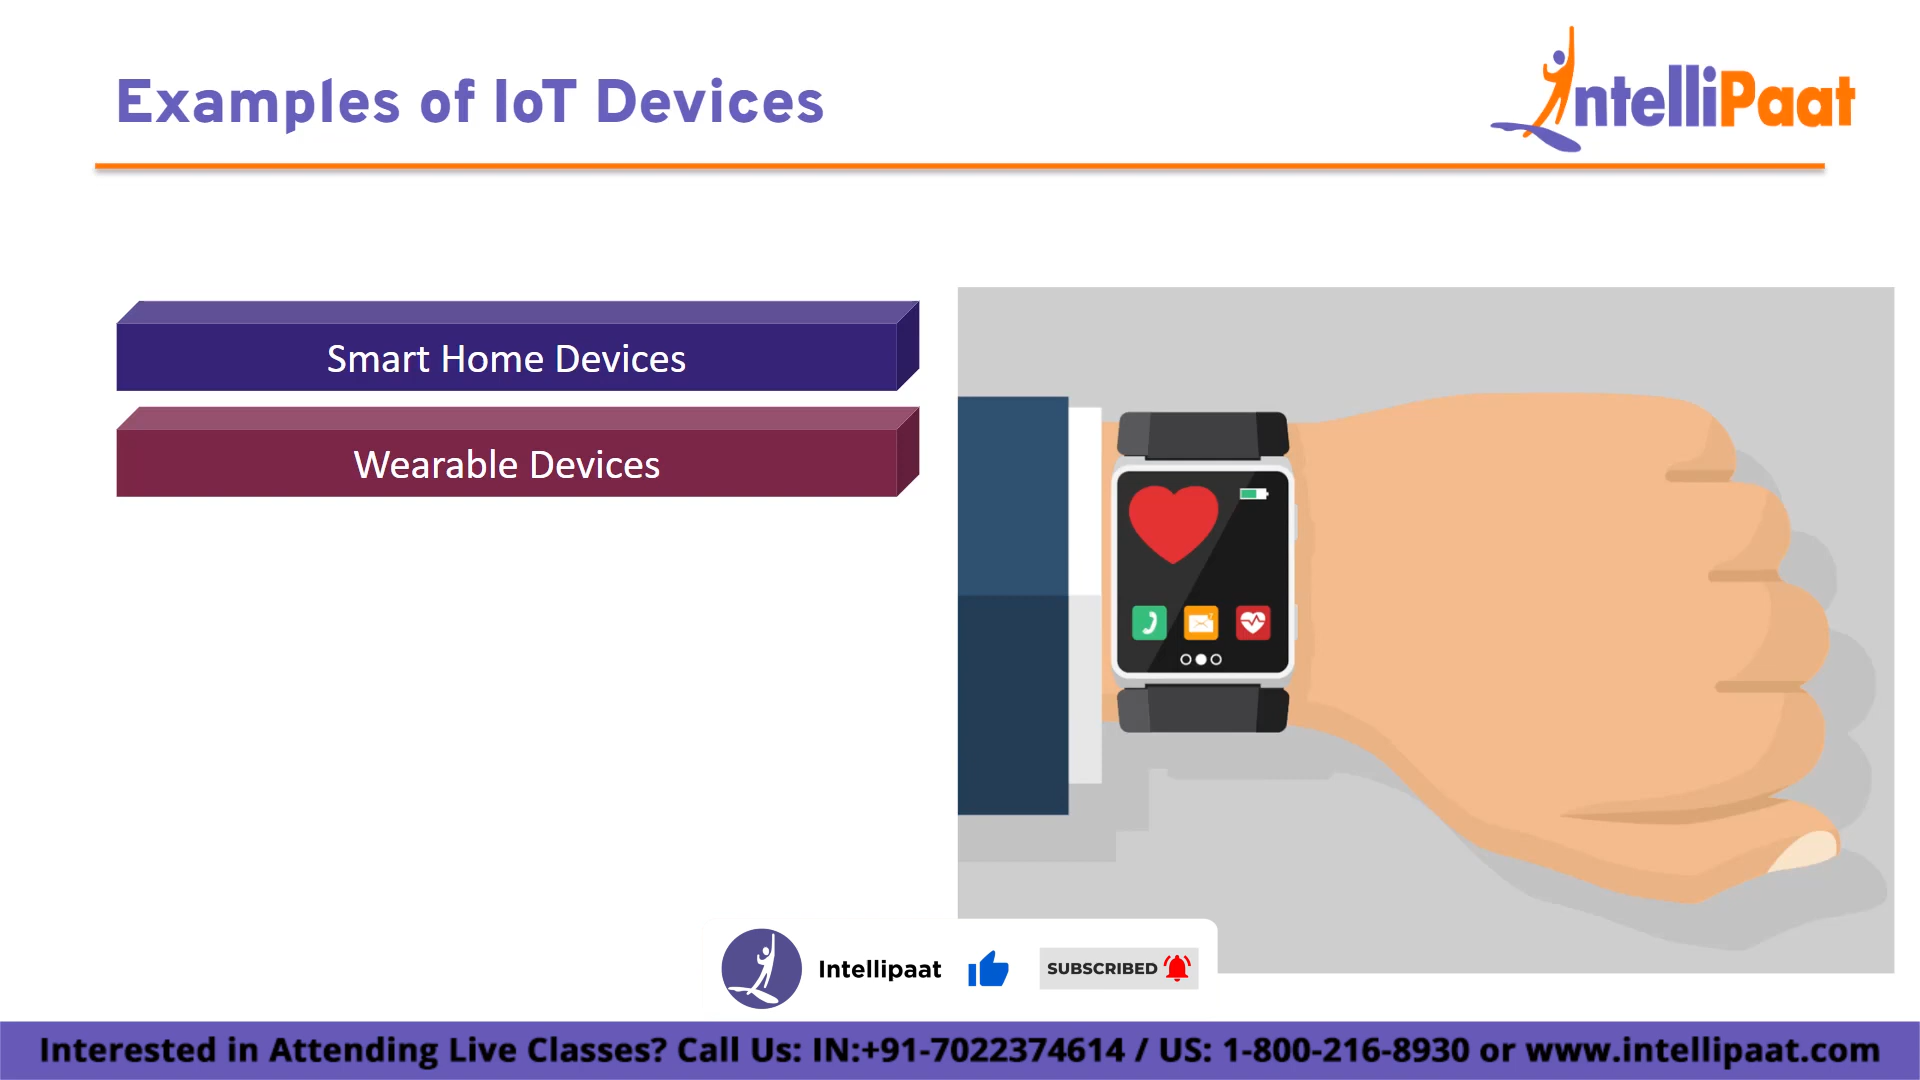 Examples of IoT Devices
IntelliPaat
Smart Home Devices
Wearable Devices
Intellipaat
SUBSCRIBED
Interested in Attending Live Classes? Call Us: IN:+91-7022374614 / US: 1-800-216-8930 or www.intellipaat.com